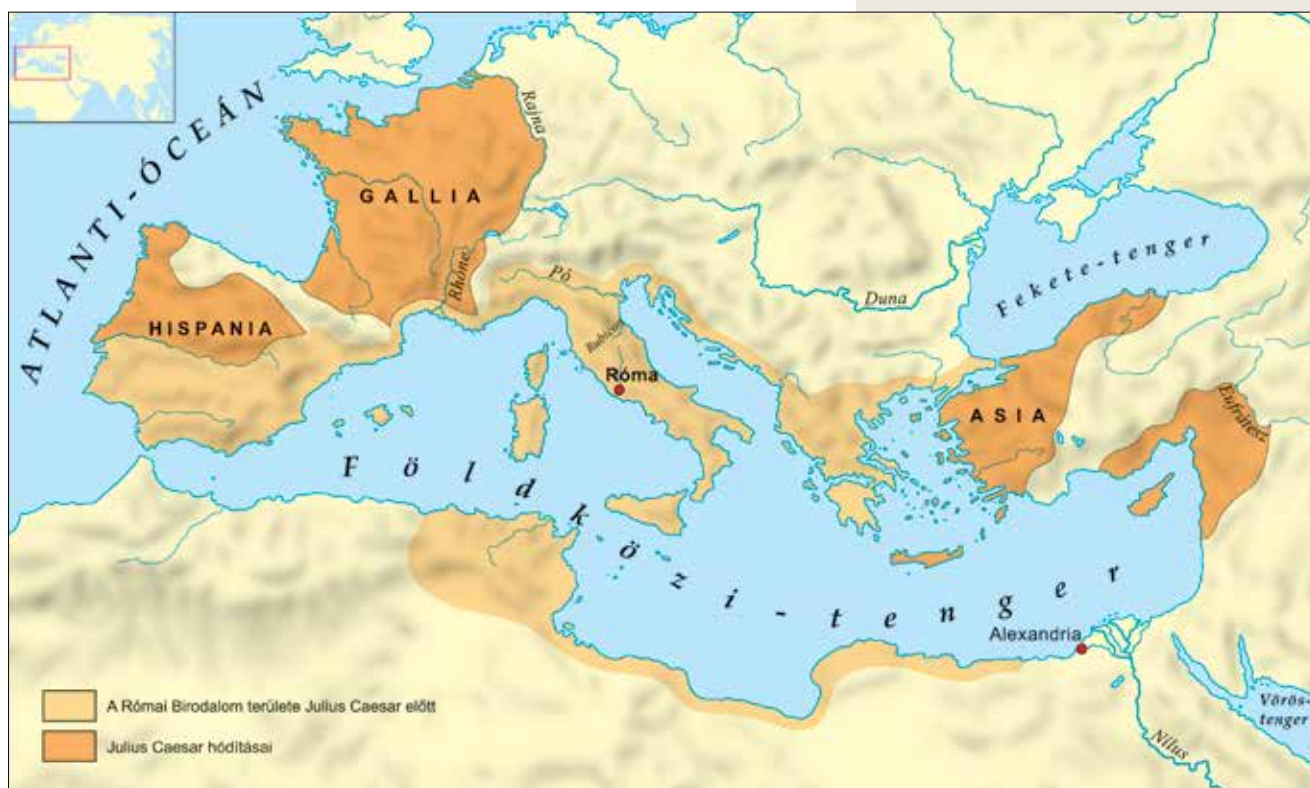 ATLANTI-ÓCEÁN
GALLIA
Rajna
Rhône
HISPANIA
Pó
Rubicon
Róma
Duna
Fekete-tenger
ASIA
Eufrátesz
Földközi-tenger
Alexandria
Nílus
Vörös-
tenger
A Római Birodalom területe Julius Caesar előtt
Julius Caesar hódításai